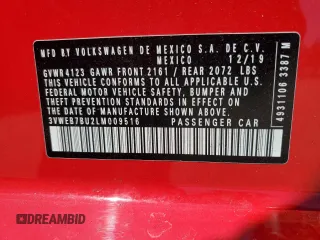 MFD BY VOLKSWAGEN DE MEXICO S.A. DE C.V.
MEXICO 12/19
GVWR 4123 GAWR FRONT 2161 / REAR 2072 LBS
THIS VEHICLE CONFORMS TO ALL APPLICABLE U.S.
FEDERAL MOTOR VEHICLE SAFETY, BUMPER AND
THEFT PREVENTION STANDARDS IN EFFECT ON THE
DATE OF MANUFACTURE SHOWN ABOVE.
3VWEB7BU2LM009516 PASSENGER CAR
4931106 3387 M
DREAMBID